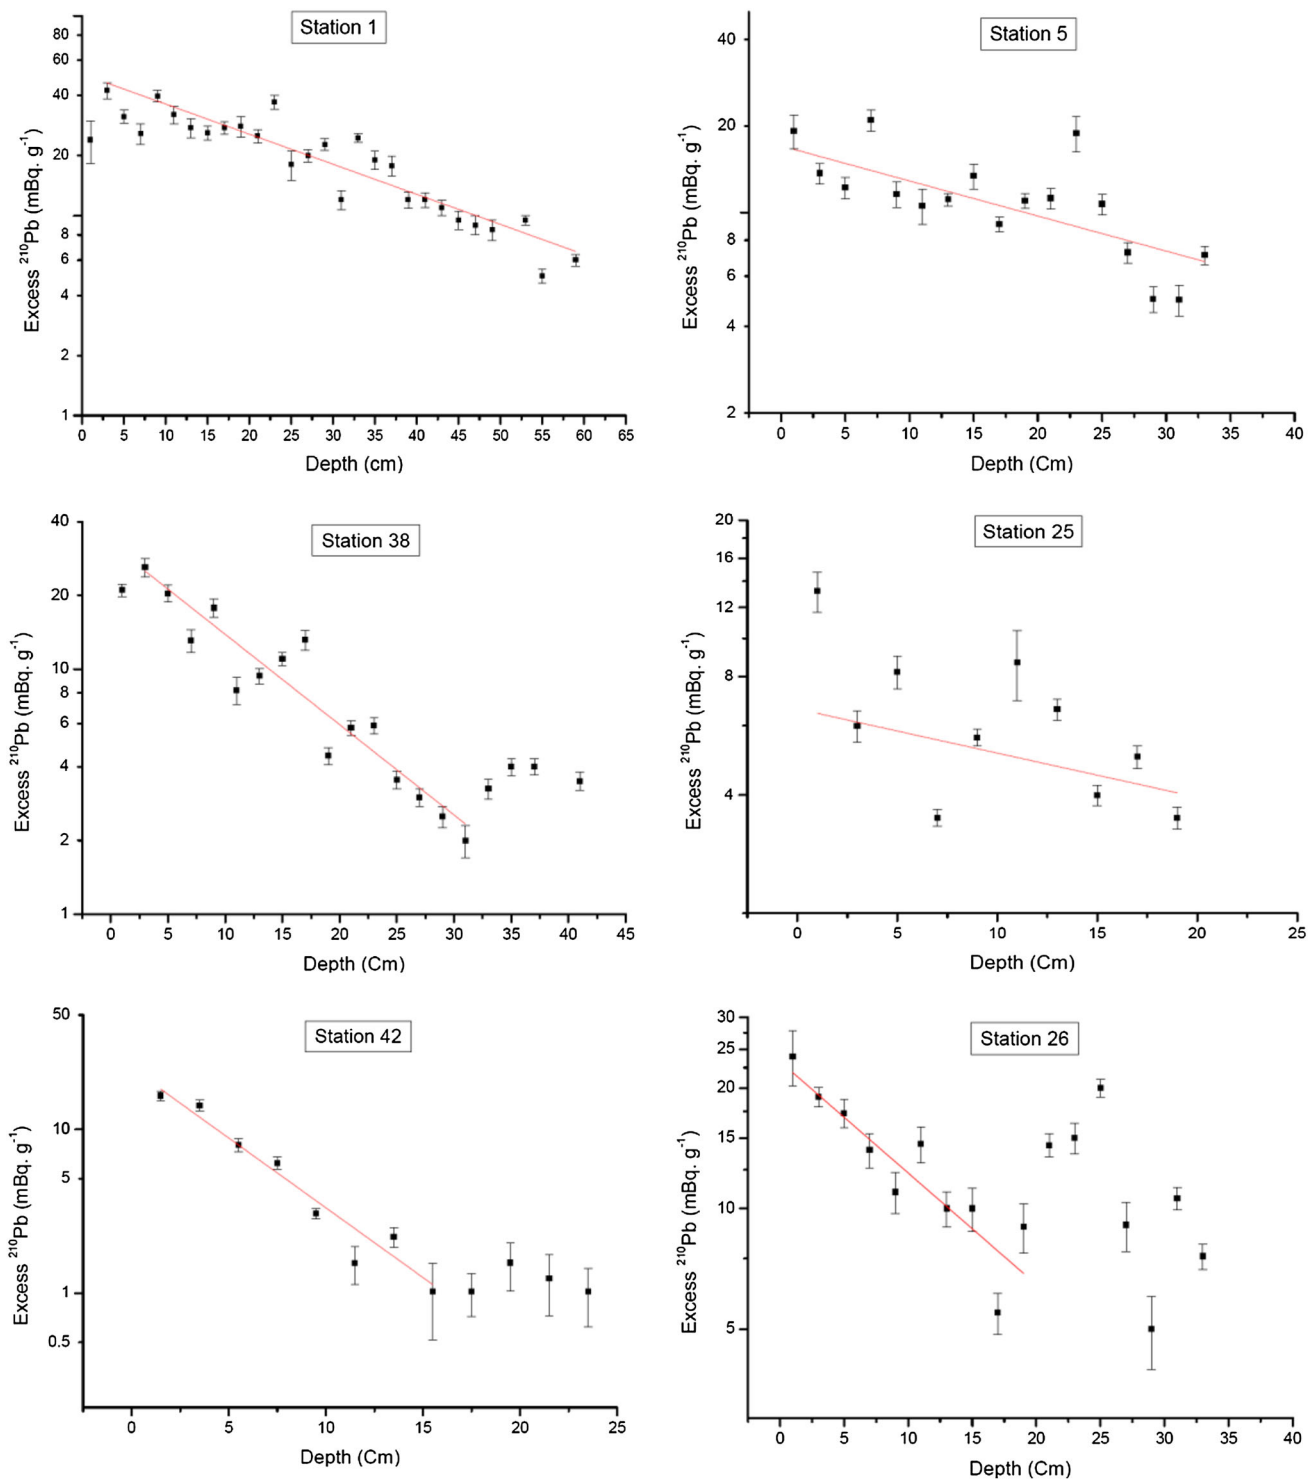 Station 1
Excess ²¹⁰Pb (mBq. g⁻¹)
80
60
40
20
8
6
4
2
1
0 5 10 15 20 25 30 35 40 45 50 55 60 65
Depth (cm)
Station 5
Excess ²¹⁰Pb (mBq. g⁻¹)
40
20
8
6
4
2
0 5 10 15 20 25 30 35 40
Depth (Cm)
Station 38
Excess ²¹⁰Pb (mBq. g⁻¹)
40
20
10
8
6
4
2
1
0 5 10 15 20 25 30 35 40 45
Depth (Cm)
Station 25
Excess ²¹⁰Pb (mBq. g⁻¹)
20
16
12
8
4
0 5 10 15 20 25
Depth (Cm)
Station 42
Excess ²¹⁰Pb (mBq. g⁻¹)
50
10
5
1
0.5
0 5 10 15 20 25
Depth (Cm)
Station 26
Excess ²¹⁰Pb (mBq. g⁻¹)
30
25
20
15
10
5
0 5 10 15 20 25 30 35 40
Depth (Cm)